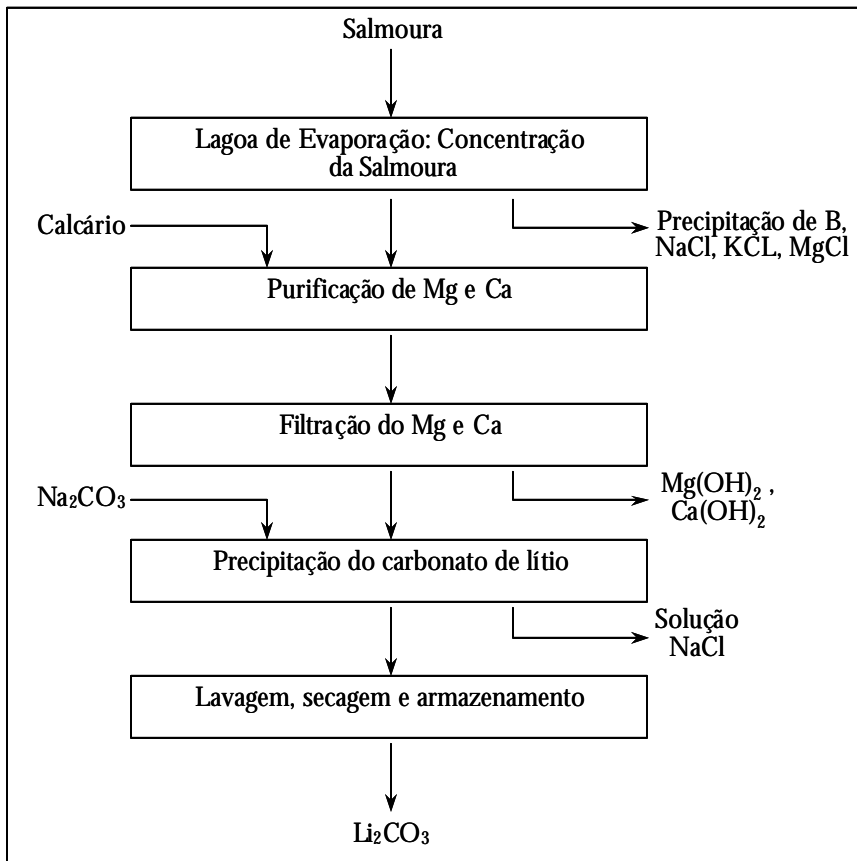 Salmoura
Lagoa de Evaporação: Concentração
da Salmoura
Calcário
Precipitação de B,
NaCl, KCL, MgCl
Purificação de Mg e Ca
Filtração do Mg e Ca
Na₂CO₃
Mg(OH)₂ ,
Ca(OH)₂
Precipitação do carbonato de lítio
Solução
NaCl
Lavagem, secagem e armazenamento
Li₂CO₃